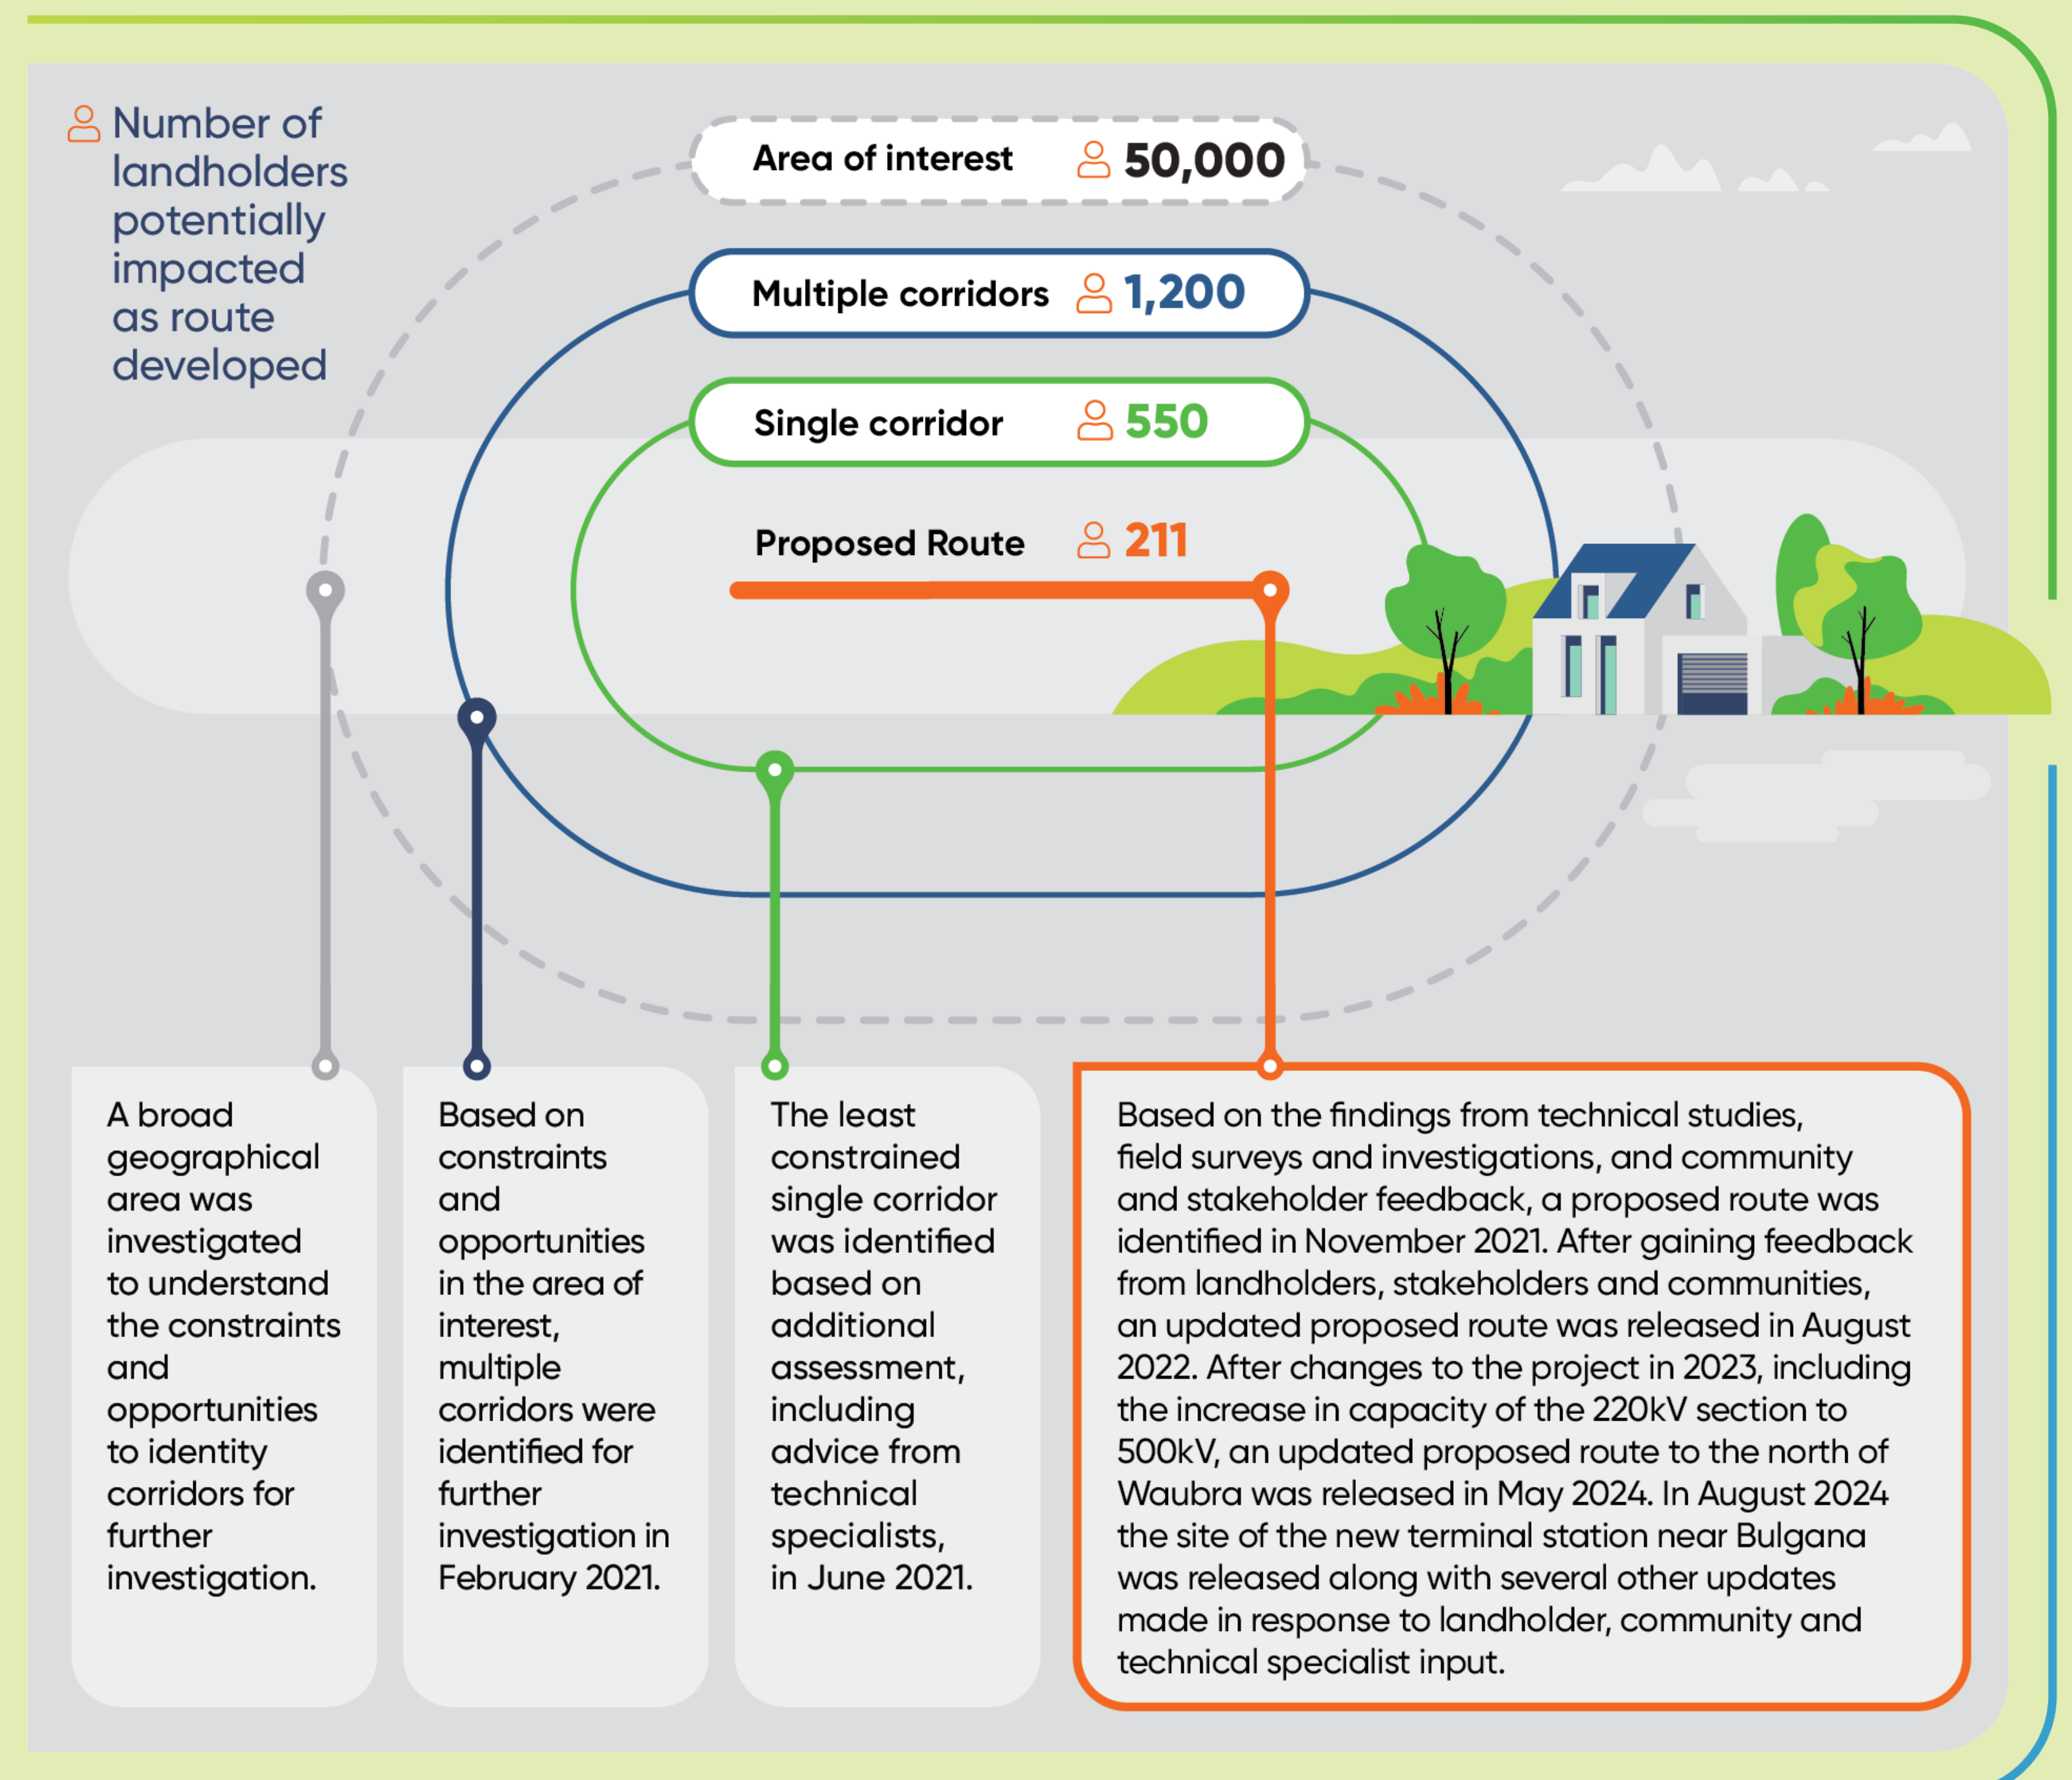 Number of
landholders
potentially
impacted
as route
developed
Area of interest 50,000
Multiple corridors 1,200
Single corridor 550
Proposed Route 211
A broad
geographical
area was
investigated
to understand
the constraints
and
opportunities
to identity
corridors for
further
investigation.
Based on
constraints
and
opportunities
in the area of
interest,
multiple
corridors were
identified for
further
investigation in
February 2021.
The least
constrained
single corridor
was identified
based on
additional
assessment,
including
advice from
technical
specialists,
in June 2021.
Based on the findings from technical studies,
field surveys and investigations, and community
and stakeholder feedback, a proposed route was
identified in November 2021. After gaining feedback
from landholders, stakeholders and communities,
an updated proposed route was released in August
2022. After changes to the project in 2023, including
the increase in capacity of the 220kV section to
500kV, an updated proposed route to the north of
Waubra was released in May 2024. In August 2024
the site of the new terminal station near Bulgana
was released along with several other updates
made in response to landholder, community and
technical specialist input.